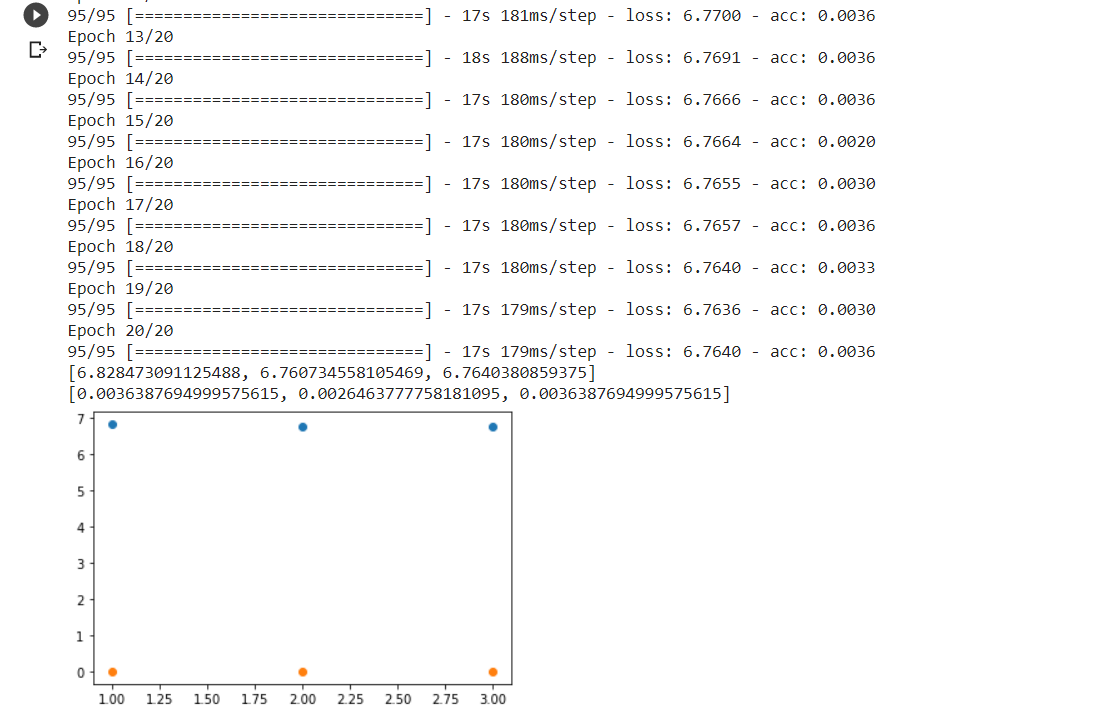 95/95 [==============================] - 17s 181ms/step - loss: 6.7700 - acc: 0.0036
Epoch 13/20
95/95 [==============================] - 18s 188ms/step - loss: 6.7691 - acc: 0.0036
Epoch 14/20
95/95 [==============================] - 17s 180ms/step - loss: 6.7666 - acc: 0.0036
Epoch 15/20
95/95 [==============================] - 17s 180ms/step - loss: 6.7664 - acc: 0.0020
Epoch 16/20
95/95 [==============================] - 17s 180ms/step - loss: 6.7655 - acc: 0.0030
Epoch 17/20
95/95 [==============================] - 17s 180ms/step - loss: 6.7657 - acc: 0.0036
Epoch 18/20
95/95 [==============================] - 17s 180ms/step - loss: 6.7640 - acc: 0.0033
Epoch 19/20
95/95 [==============================] - 17s 179ms/step - loss: 6.7636 - acc: 0.0030
Epoch 20/20
95/95 [==============================] - 17s 179ms/step - loss: 6.7640 - acc: 0.0036
[6.828473091125488, 6.760734558105469, 6.7640380859375]
[0.0036387694999575615, 0.0026463777758181095, 0.0036387694999575615]
7
6
5
4
3
2
1
0
1.00 1.25 1.50 1.75 2.00 2.25 2.50 2.75 3.00